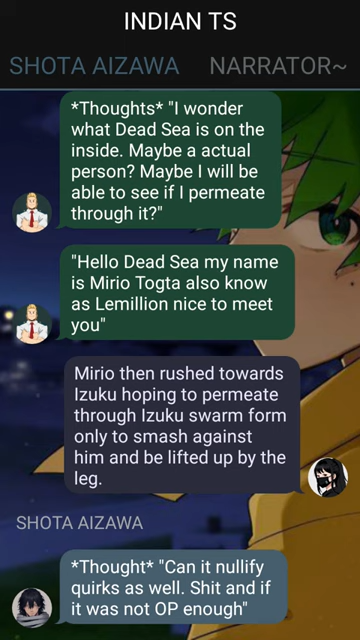 INDIAN TS
SHOTA AIZAWA NARRATOR~
*Thoughts* "I wonder
what Dead Sea is on the
inside. Maybe a actual
person? Maybe I will be
able to see if I permeate
through it?"
"Hello Dead Sea my name
is Mirio Togta also know
as Lemillion nice to meet
you"
Mirio then rushed towards
Izuku hoping to permeate
through Izuku swarm form
only to smash against
him and be lifted up by the
leg.
SHOTA AIZAWA
*Thought* "Can it nullify
quirks as well. Shit and if
it was not OP enough"